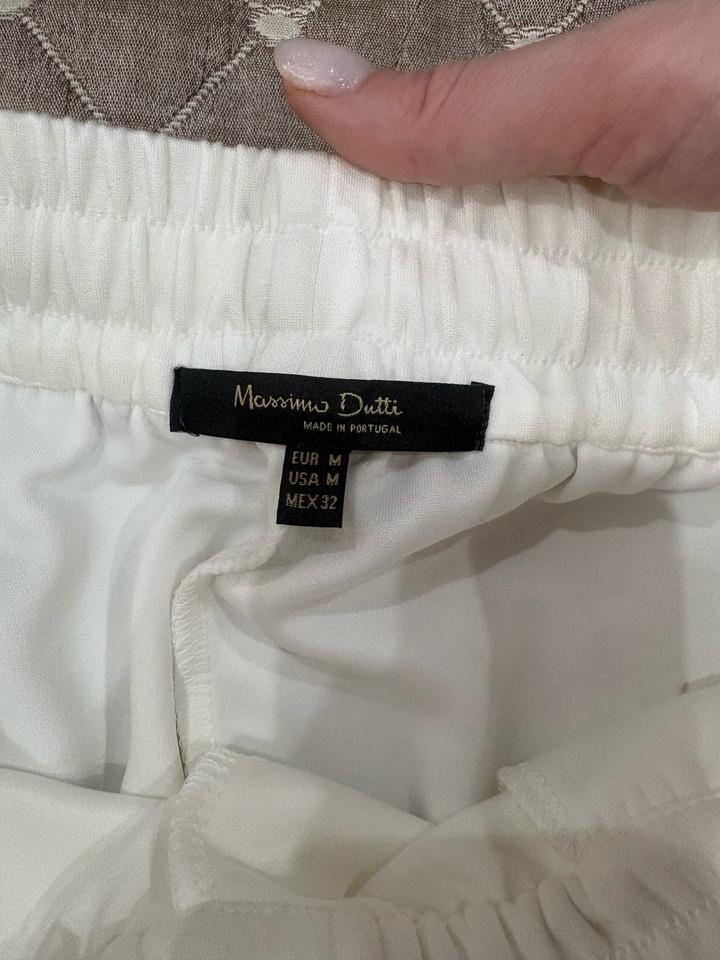 Massimo Dutti
MADE IN PORTUGAL
EUR M
USA M
MEX 32